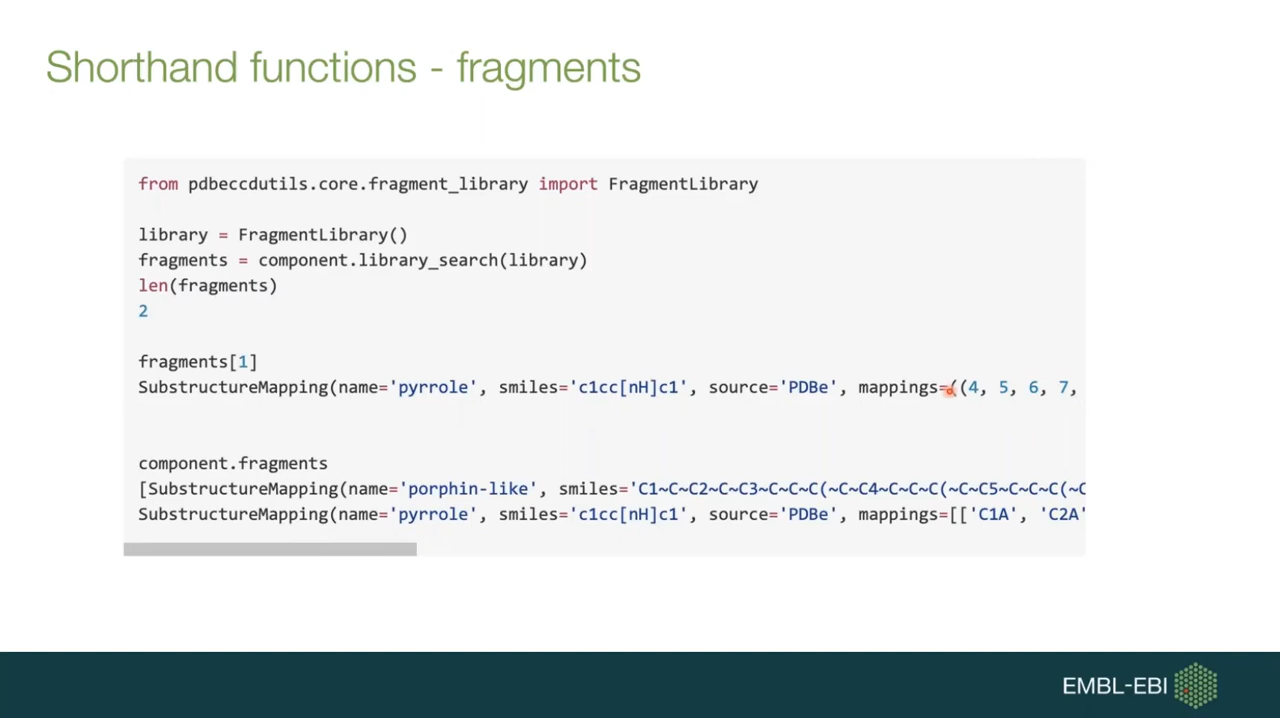 Shorthand functions - fragments
from pdbeccdutils.core.fragment_library import FragmentLibrary
library = FragmentLibrary()
fragments = component.library_search(library)
len(fragments)
2
fragments[1]
SubstructureMapping(name='pyrrole', smiles='c1cc[nH]c1', source='PDBe', mappings=((4, 5, 6, 7,
component.fragments
[SubstructureMapping(name='porphin-like', smiles='C1~C~C2~C~C3~C~C~C(~C~C4~C~C~C(~C~C5~C~C~C(~C
SubstructureMapping(name='pyrrole', smiles='c1cc[nH]c1', source='PDBe', mappings=[['C1A', 'C2A'
EMBL-EBI